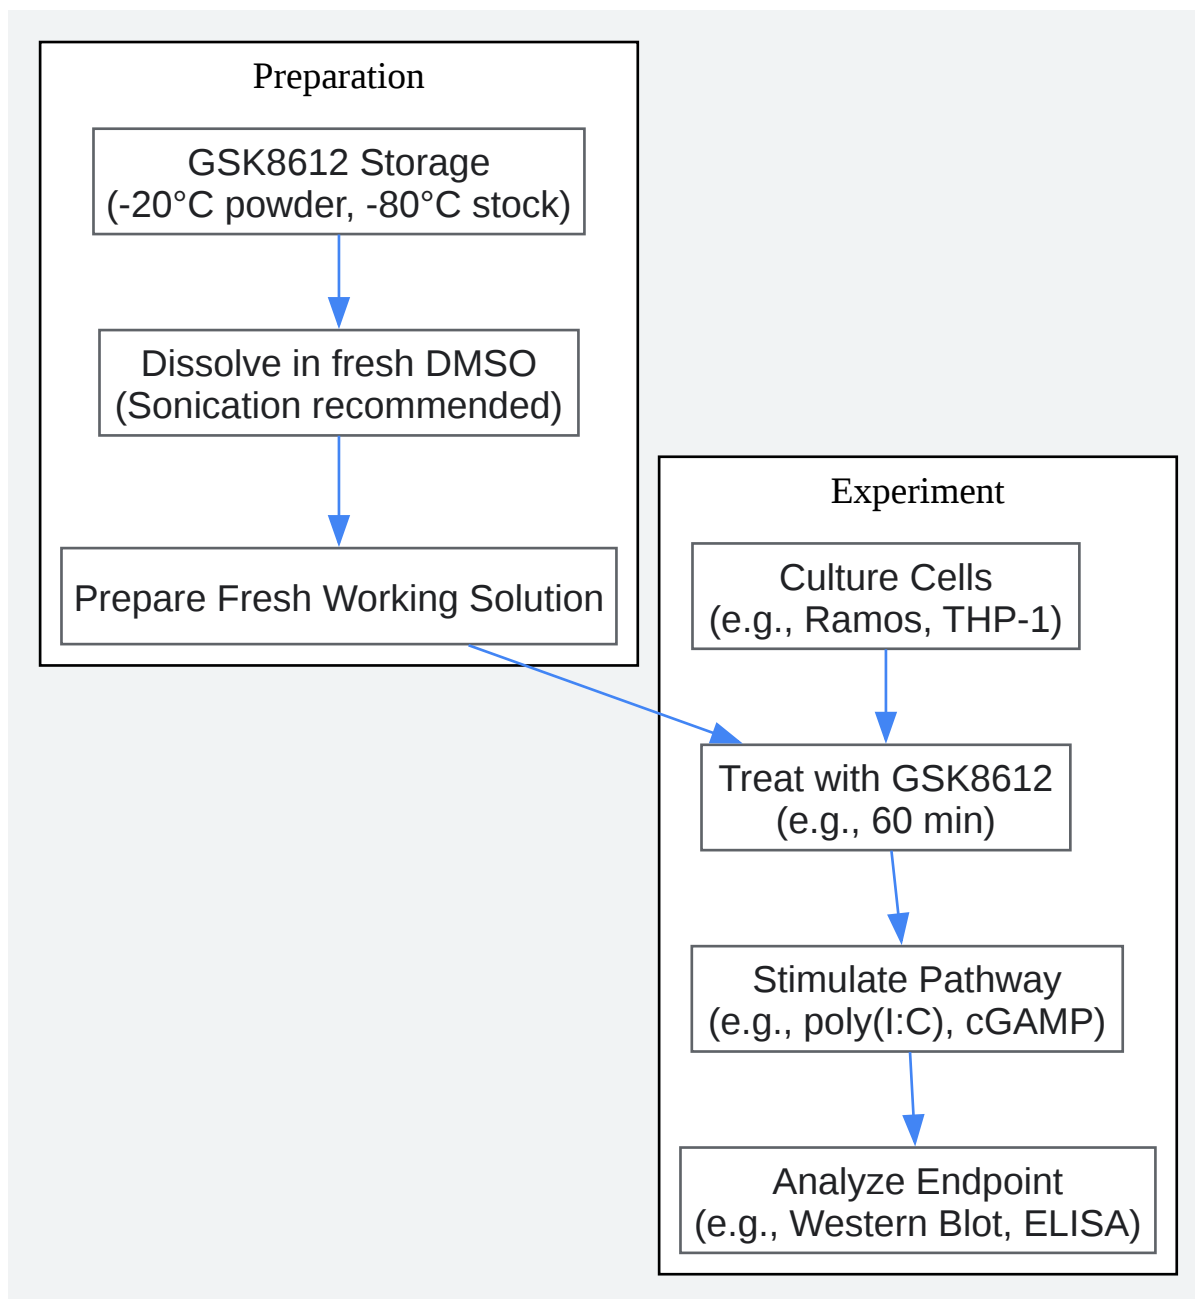 Preparation
GSK8612 Storage
(-20°C powder, -80°C stock)
Dissolve in fresh DMSO
(Sonication recommended)
Prepare Fresh Working Solution
Experiment
Culture Cells
(e.g., Ramos, THP-1)
Treat with GSK8612
(e.g., 60 min)
Stimulate Pathway
(e.g., poly(I:C), cGAMP)
Analyze Endpoint
(e.g., Western Blot, ELISA)